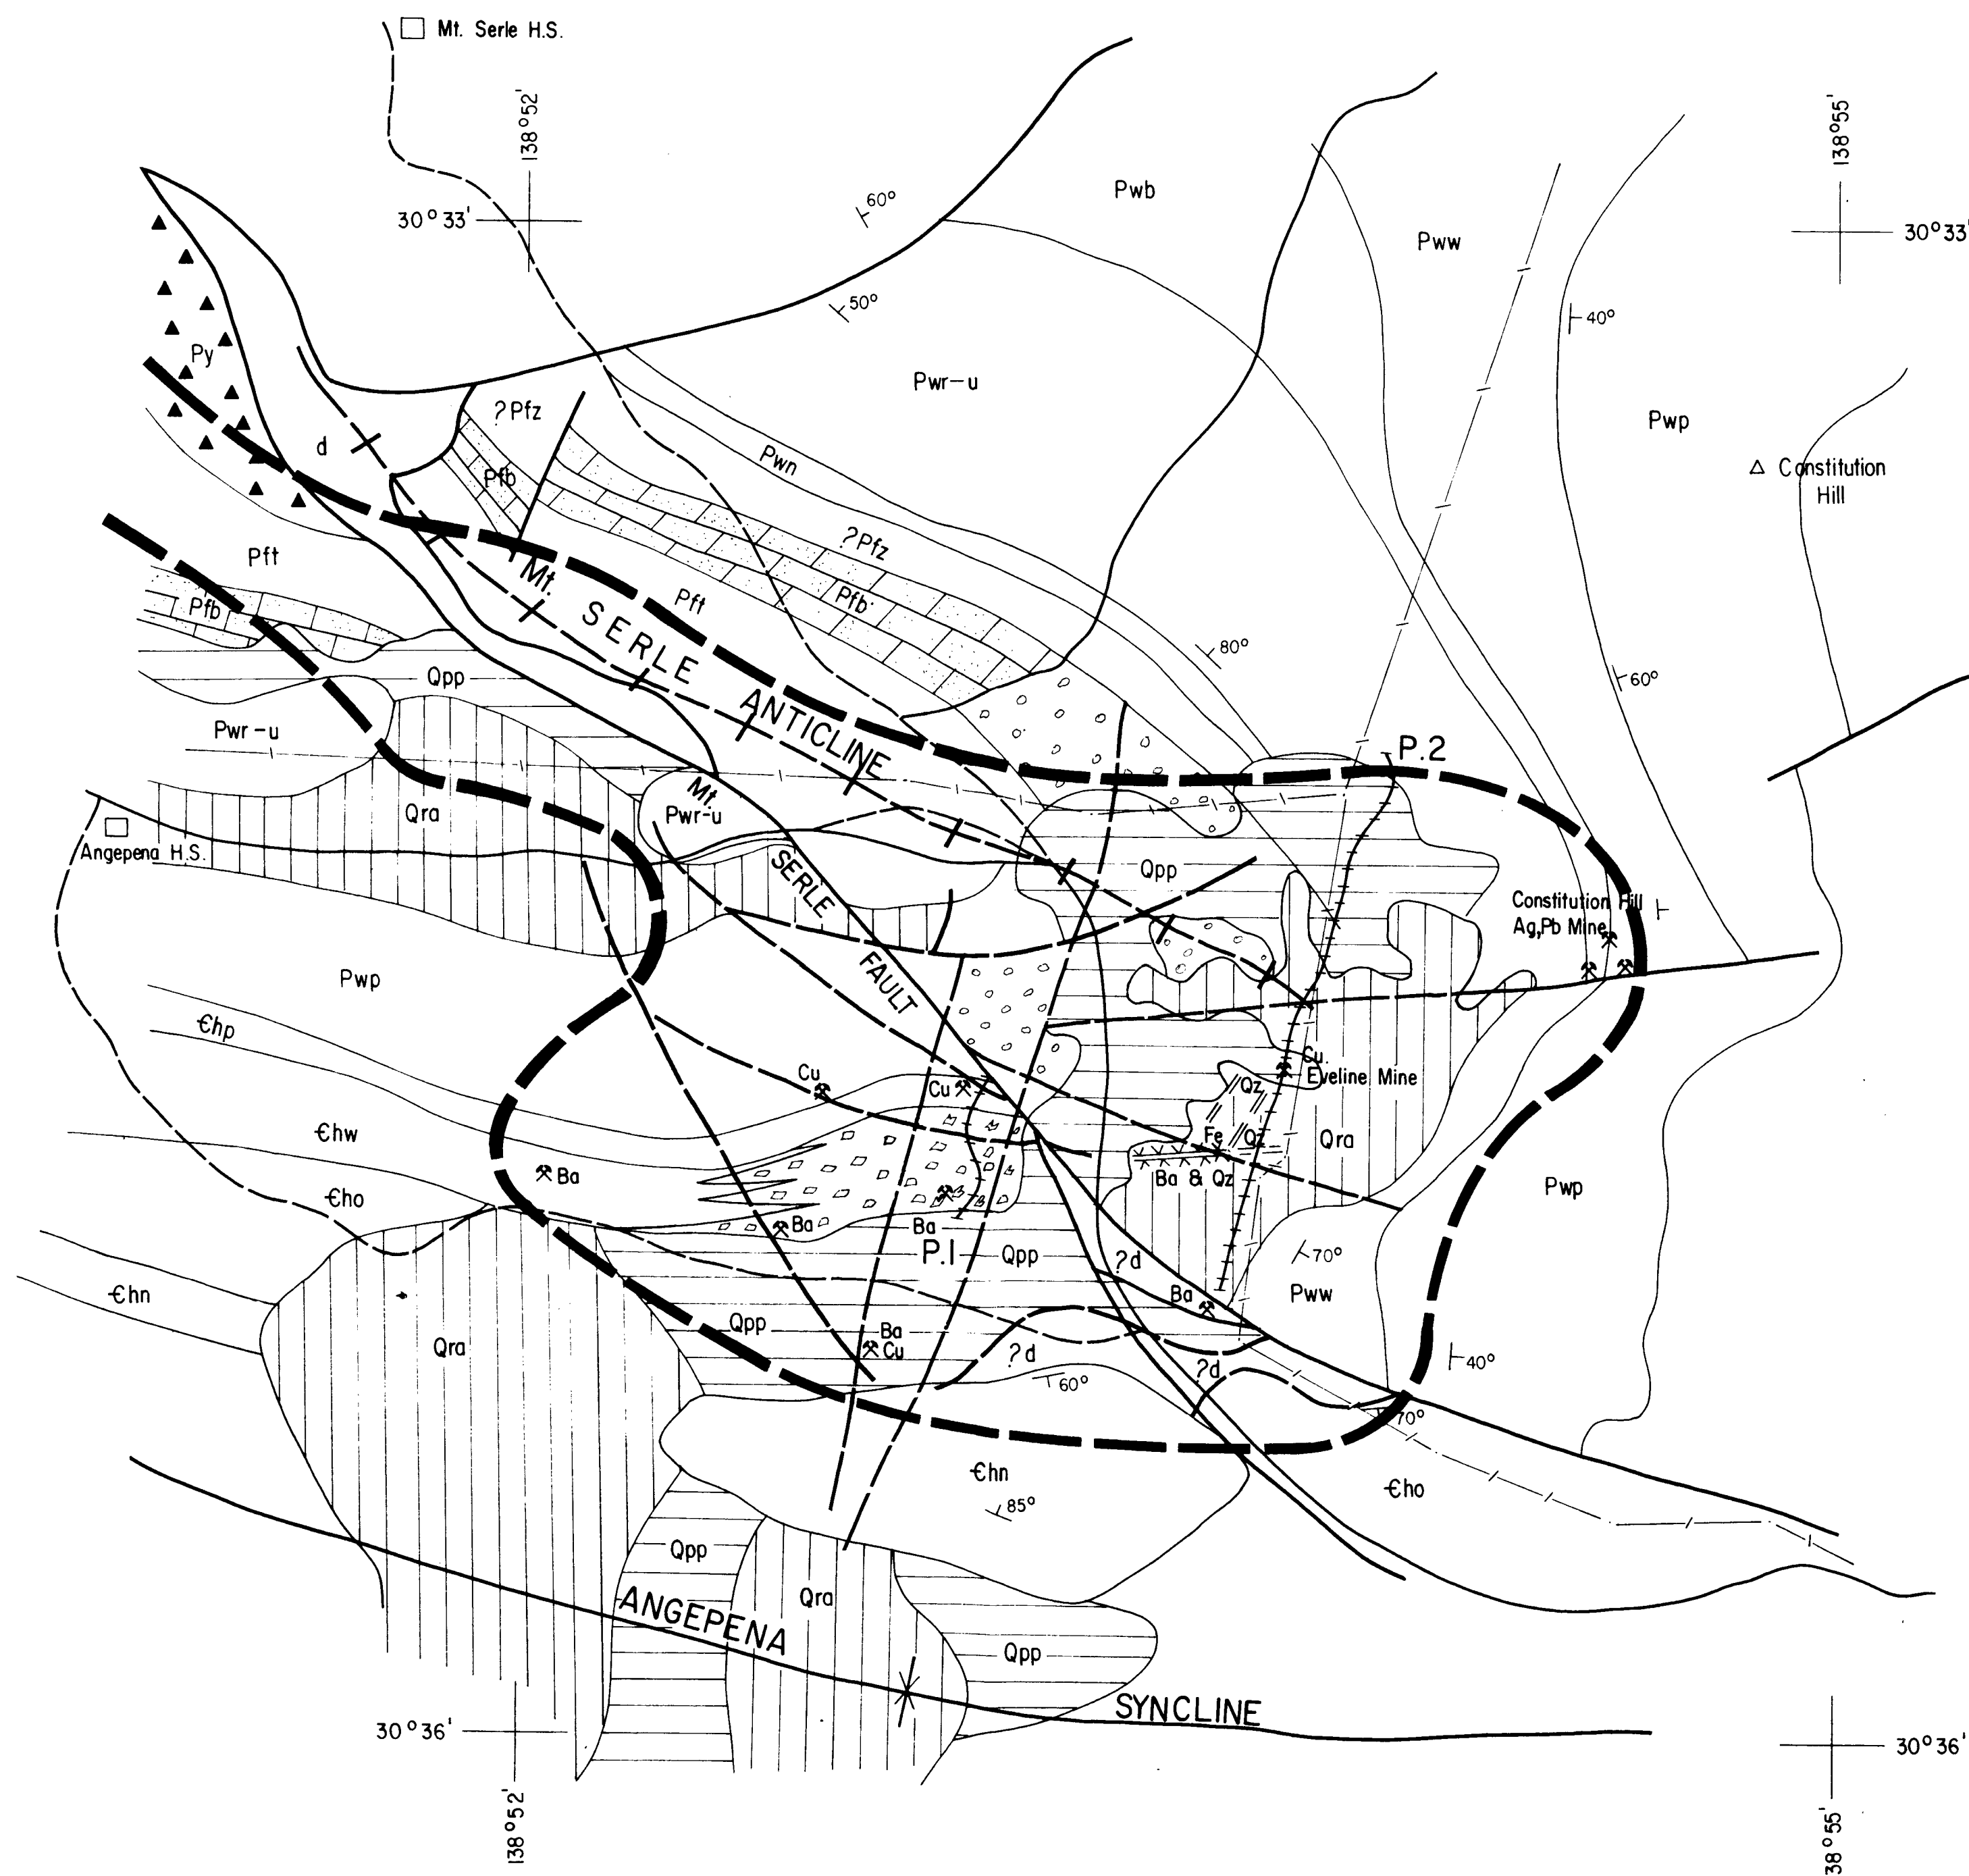 Mt. Serle H.S.
138°52'
138°55'
30°33'
30°33'
60°
Pwb
Pww
50°
40°
Py
Pwr-u
?Pfz
Pwp
d
Pwn
Pfb
Constitution
Hill
Pft
?Pfz
Pfb
Pft
Pfb
Mt. SERLE ANTICLINE
80°
60°
Qpp
Pwr-u
P.2
Qra
Mt. SERLE FAULT
Pwr-u
Angepena H.S.
Qpp
Constitution Hill
Ag,Pb Mine
Pwp
Єhp
Cu
Cu
Cu.
Eveline Mine
Qz
Єhw
Fe
Qz
Qra
Ba
Ba & Qz
Єho
Pwp
Ba
Ba
P.1
Qpp
?d
70°
Єhn
Ba
Pww
Qra
Qpp
Ba
Cu
?d
?d
60°
40°
70°
Єhn
Єho
85°
Qpp
Qra
ANGEPENA SYNCLINE
Qpp
30°36'
30°36'
138°52'
38°55'